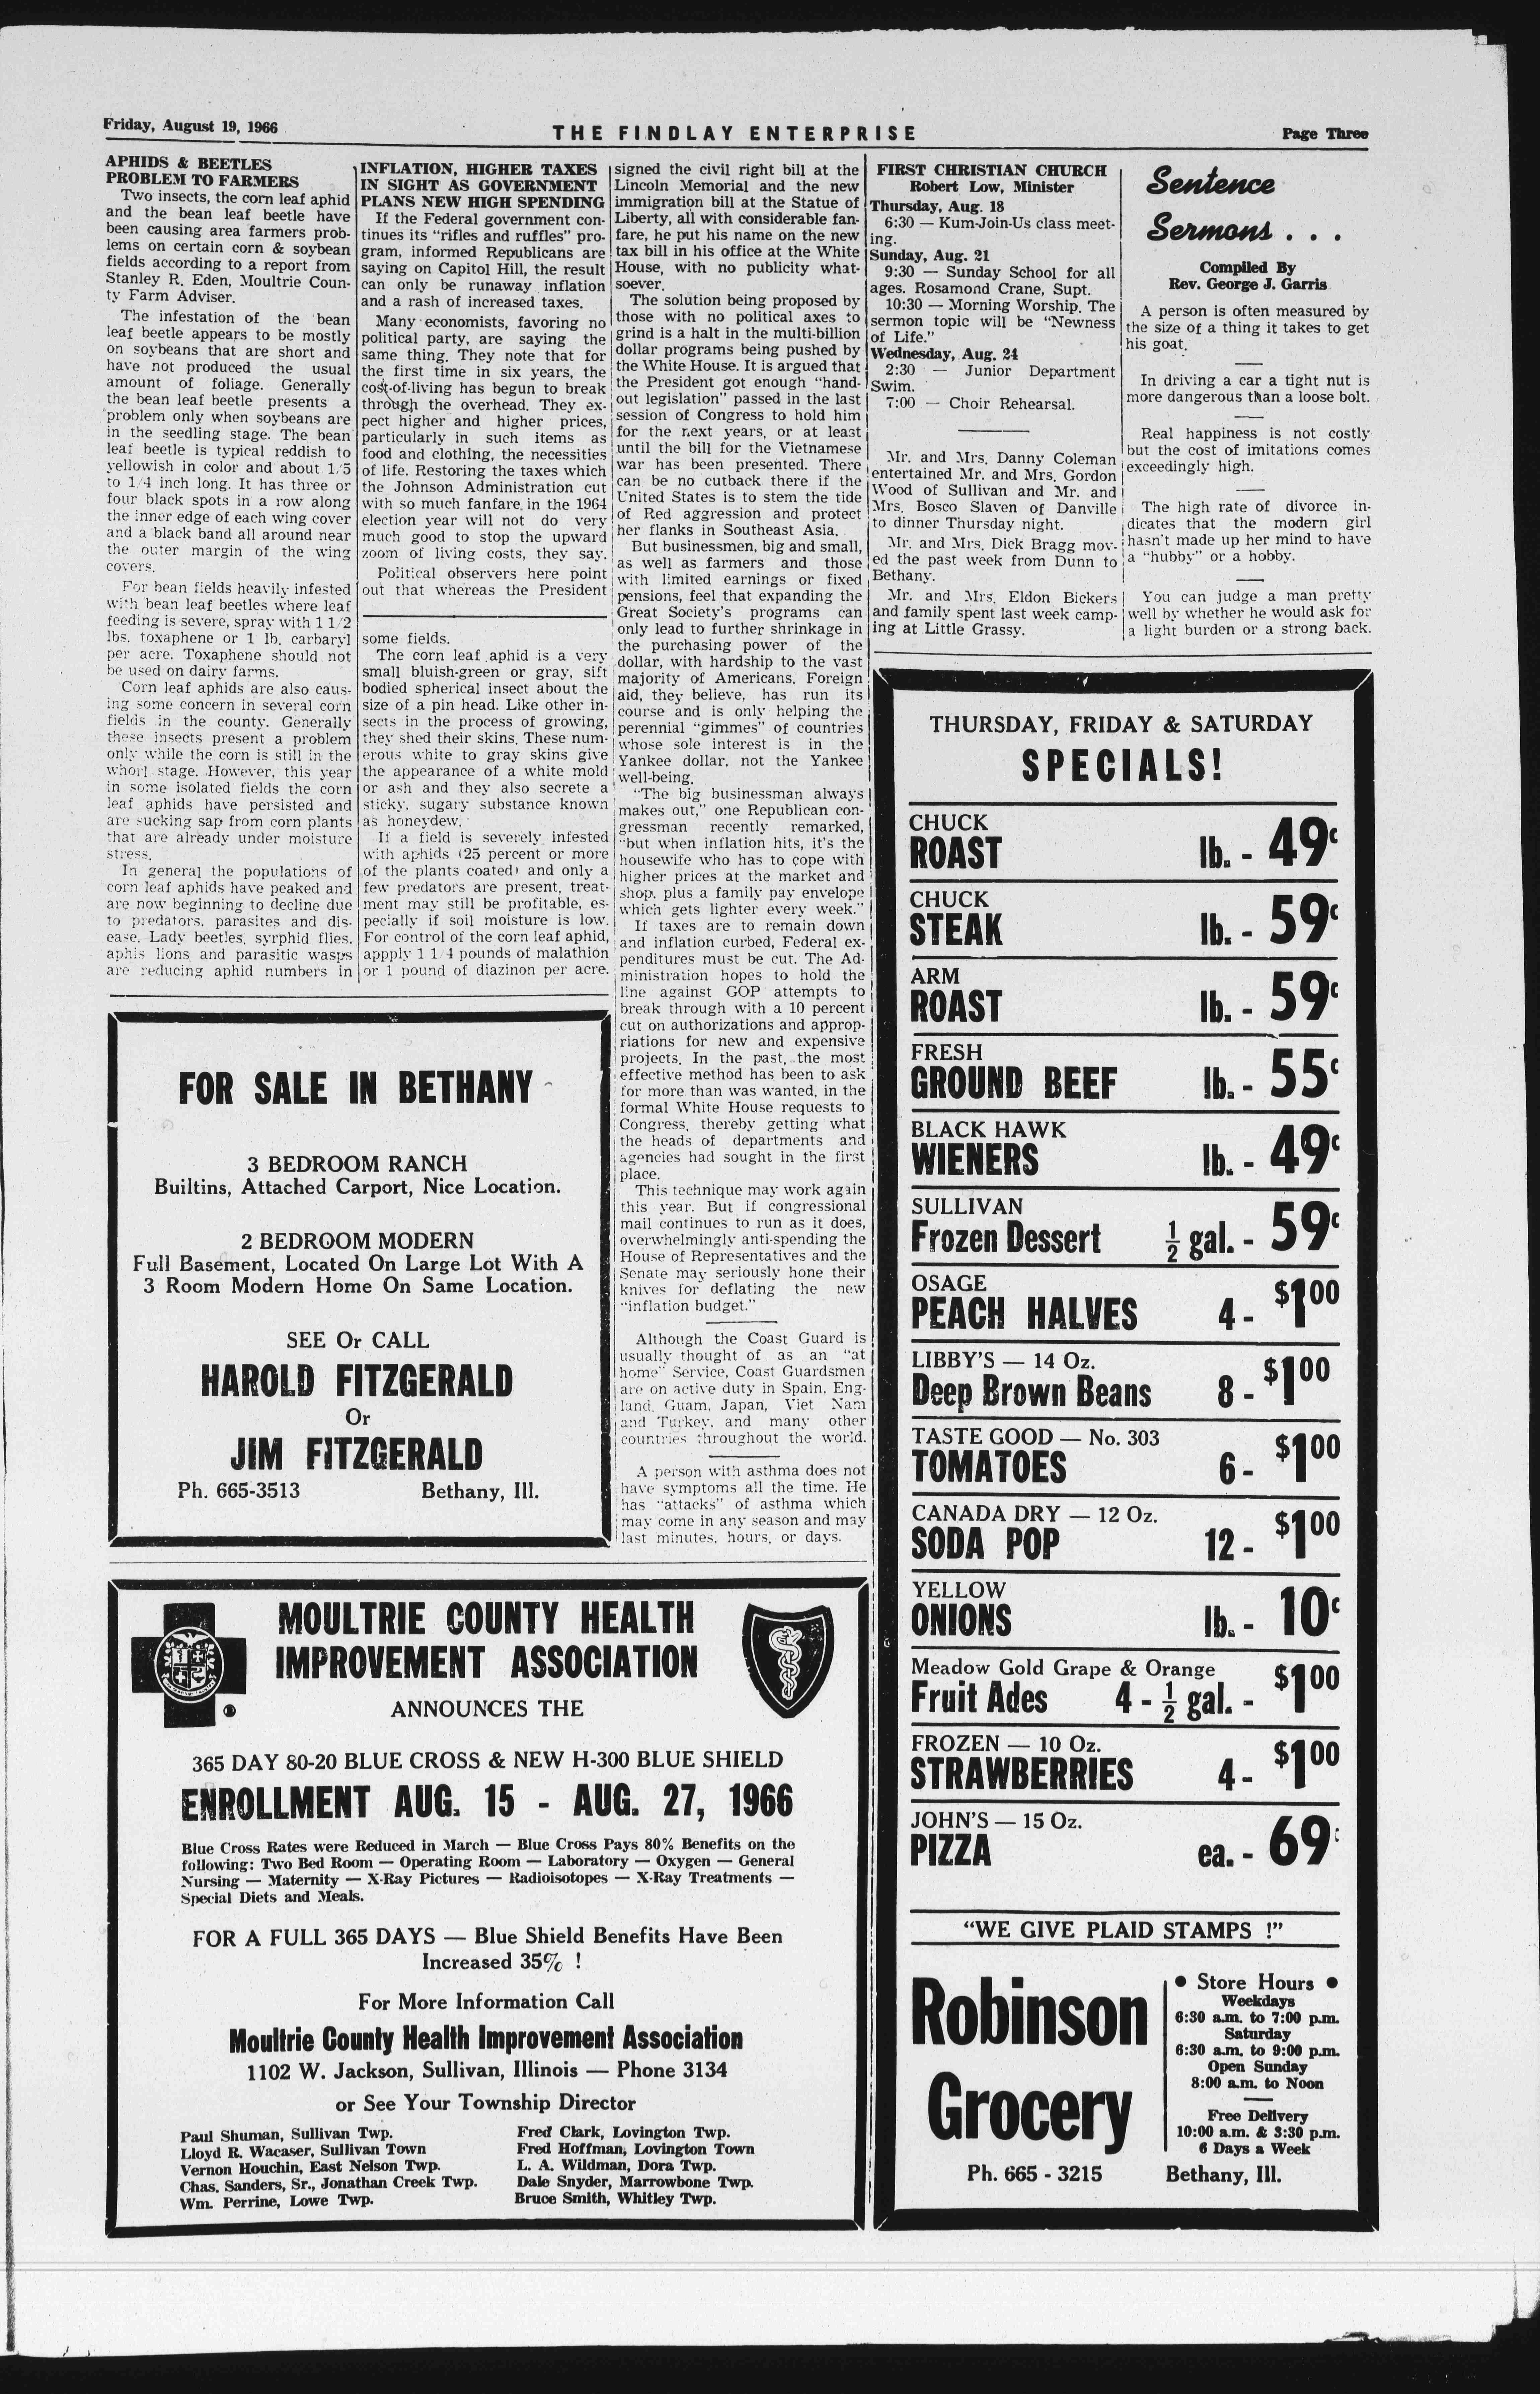 Friday, August 19, 1966
THE FINDLAY ENTERPRISE
Page Three
APHIDS & BEETLES
PROBLEM TO FARMERS
Two insects, the corn leaf aphid
and the bean leaf beetle have
been causing area farmers prob-
lems on certain corn & soybean
fields according to a report from
Stanley R. Eden, Moultrie Coun-
ty Farm Adviser.
The infestation of the bean
leaf beetle appears to be mostly
on soybeans that are short and
have not produced the usual
amount of foliage. Generally
the bean leaf beetle presents a
problem only when soybeans are
in the seedling stage. The bean
leaf beetle is typical reddish to
yellowish in color and about 1/5
to 1/4 inch long. It has three or
four black spots in a row along
the inner edge of each wing cover
and a black band all around near
the outer margin of the wing
covers.
For bean fields heavily infested
with bean leaf beetles where leaf
feeding is severe, spray with 1 1/2
lbs. toxaphene or 1 lb. carbaryl
per acre. Toxaphene should not
be used on dairy farms.
Corn leaf aphids are also caus-
ing some concern in several corn
fields in the county. Generally
these insects present a problem
only while the corn is still in the
whorl stage. However, this year
in some isolated fields the corn
leaf aphids have persisted and
are sucking sap from corn plants
that are already under moisture
stress.
In general the populations of
corn leaf aphids have peaked and
are now beginning to decline due
to predators, parasites and dis-
ease. Lady beetles, syrphid flies,
aphis lions and parasitic wasps
are reducing aphid numbers in
some fields.
The corn leaf aphid is a very
small bluish-green or gray, sift
bodied spherical insect about the
size of a pin head. Like other in-
sects in the process of growing,
they shed their skins. These num-
erous white to gray skins give
the appearance of a white mold
or ash and they also secrete a
sticky, sugary substance known
as honeydew.
If a field is severely infested
with aphids (25 percent or more
of the plants coated) and only a
few predators are present, treat-
ment may still be profitable, es-
pecially if soil moisture is low.
For control of the corn leaf aphid,
appply 1 1/4 pounds of malathion
or 1 pound of diazinon per acre.
INFLATION, HIGHER TAXES
IN SIGHT AS GOVERNMENT
PLANS NEW HIGH SPENDING
If the Federal government con-
tinues its "rifles and ruffles" pro-
gram, informed Republicans are
saying on Capitol Hill, the result
can only be runaway inflation
and a rash of increased taxes.
Many economists, favoring no
political party, are saying the
same thing. They note that for
the first time in six years, the
cost-of-living has begun to break
through the overhead. They ex-
pect higher and higher prices,
particularly in such items as
food and clothing, the necessities
of life. Restoring the taxes which
the Johnson Administration cut
with so much fanfare in the 1964
election year will not do very
much good to stop the upward
zoom of living costs, they say.
Political observers here point
out that whereas the President
signed the civil right bill at the
Lincoln Memorial and the new
immigration bill at the Statue of
Liberty, all with considerable fan-
fare, he put his name on the new
tax bill in his office at the White
House, with no publicity what-
soever.
The solution being proposed by
those with no political axes to
grind is a halt in the multi-billion
dollar programs being pushed by
the White House. It is argued that
the President got enough "hand-
out legislation" passed in the last
session of Congress to hold him
for the next years, or at least
until the bill for the Vietnamese
war has been presented. There
can be no cutback there if the
United States is to stem the tide
of Red aggression and protect
her flanks in Southeast Asia.
But businessmen, big and small,
as well as farmers and those
with limited earnings or fixed
pensions, feel that expanding the
Great Society's programs can
only lead to further shrinkage in
the purchasing power of the
dollar, with hardship to the vast
majority of Americans. Foreign
aid, they believe, has run its
course and is only helping the
perennial "gimmes" of countries
whose sole interest is in the
Yankee dollar, not the Yankee
well-being.
"The big businessman always
makes out," one Republican con-
gressman recently remarked,
"but when inflation hits, it's the
housewife who has to cope with
higher prices at the market and
shop, plus a family pay envelope
which gets lighter every week."
If taxes are to remain down
and inflation curbed, Federal ex-
penditures must be cut. The Ad-
ministration hopes to hold the
line against GOP attempts to
break through with a 10 percent
cut on authorizations and approp-
riations for new and expensive
projects. In the past, the most
effective method has been to ask
for more than was wanted, in the
formal White House requests to
Congress, thereby getting what
the heads of departments and
agencies had sought in the first
place.
This technique may work again
this year. But if congressional
mail continues to run as it does,
overwhelmingly anti-spending the
House of Representatives and the
Senate may seriously hone their
knives for deflating the new
"inflation budget."
Although the Coast Guard is
usually thought of as an "at
home" Service, Coast Guardsmen
are on active duty in Spain, Eng-
land, Guam, Japan, Viet Nam
and Turkey, and many other
countries throughout the world.
A person with asthma does not
have symptoms all the time. He
has "attacks" of asthma which
may come in any season and may
last minutes, hours, or days.
FIRST CHRISTIAN CHURCH
Robert Low, Minister
Thursday, Aug. 18
6:30 — Kum-Join-Us class meet-
ing.
Sunday, Aug. 21
9:30 — Sunday School for all
ages. Rosamond Crane, Supt.
10:30 — Morning Worship. The
sermon topic will be "Newness
of Life."
Wednesday, Aug. 24
2:30 — Junior Department
Swim.
7:00 — Choir Rehearsal.
Mr. and Mrs. Danny Coleman
entertained Mr. and Mrs. Gordon
Wood of Sullivan and Mr. and
Mrs. Bosco Slaven of Danville
to dinner Thursday night.
Mr. and Mrs. Dick Bragg mov-
ed the past week from Dunn to
Bethany.
Mr. and Mrs. Eldon Bickers
and family spent last week camp-
ing at Little Grassy.
Sentence
Sermons . . .
Compiled By
Rev. George J. Garris
A person is often measured by
the size of a thing it takes to get
his goat.
In driving a car a tight nut is
more dangerous than a loose bolt.
Real happiness is not costly
but the cost of imitations comes
exceedingly high.
The high rate of divorce in-
dicates that the modern girl
hasn't made up her mind to have
a "hubby" or a hobby.
You can judge a man pretty
well by whether he would ask for
a light burden or a strong back.
FOR SALE IN BETHANY
3 BEDROOM RANCH
Builtins, Attached Carport, Nice Location.
2 BEDROOM MODERN
Full Basement, Located On Large Lot With A
3 Room Modern Home On Same Location.
SEE Or CALL
HAROLD FITZGERALD
Or
JIM FITZGERALD
Ph. 665-3513 Bethany, Ill.
MOULTRIE COUNTY HEALTH
IMPROVEMENT ASSOCIATION
ANNOUNCES THE
365 DAY 80-20 BLUE CROSS & NEW H-300 BLUE SHIELD
ENROLLMENT AUG. 15 - AUG. 27, 1966
Blue Cross Rates were Reduced in March — Blue Cross Pays 80% Benefits on the
following: Two Bed Room — Operating Room — Laboratory — Oxygen — General
Nursing — Maternity — X-Ray Pictures — Radioisotopes — X-Ray Treatments —
Special Diets and Meals.
FOR A FULL 365 DAYS — Blue Shield Benefits Have Been
Increased 35% !
For More Information Call
Moultrie County Health Improvement Association
1102 W. Jackson, Sullivan, Illinois — Phone 3134
or See Your Township Director
Paul Shuman, Sullivan Twp.
Lloyd R. Wacaser, Sullivan Town
Vernon Houchin, East Nelson Twp.
Chas. Sanders, Sr., Jonathan Creek Twp.
Wm. Perrine, Lowe Twp.
Fred Clark, Lovington Twp.
Fred Hoffman, Lovington Town
L. A. Wildman, Dora Twp.
Dale Snyder, Marrowbone Twp.
Bruce Smith, Whitley Twp.
THURSDAY, FRIDAY & SATURDAY
SPECIALS!
CHUCK
ROAST lb. - 49c
CHUCK
STEAK lb. - 59c
ARM
ROAST lb. - 59c
FRESH
GROUND BEEF lb. - 55c
BLACK HAWK
WIENERS lb. - 49c
SULLIVAN
Frozen Dessert ½ gal. - 59c
OSAGE
PEACH HALVES 4 - $1.00
LIBBY'S — 14 Oz.
Deep Brown Beans 8 - $1.00
TASTE GOOD — No. 303
TOMATOES 6 - $1.00
CANADA DRY — 12 Oz.
SODA POP 12 - $1.00
YELLOW
ONIONS lb. - 10c
Meadow Gold Grape & Orange
Fruit Ades 4 - ½ gal. - $1.00
FROZEN — 10 Oz.
STRAWBERRIES 4 - $1.00
JOHN'S — 15 Oz.
PIZZA ea. - 69c
"WE GIVE PLAID STAMPS !"
Robinson
Grocery
Ph. 665 - 3215
• Store Hours •
Weekdays
6:30 a.m. to 7:00 p.m.
Saturday
6:30 a.m. to 9:00 p.m.
Open Sunday
8:00 a.m. to Noon
Free Delivery
10:00 a.m. & 3:30 p.m.
6 Days a Week
Bethany, Ill.